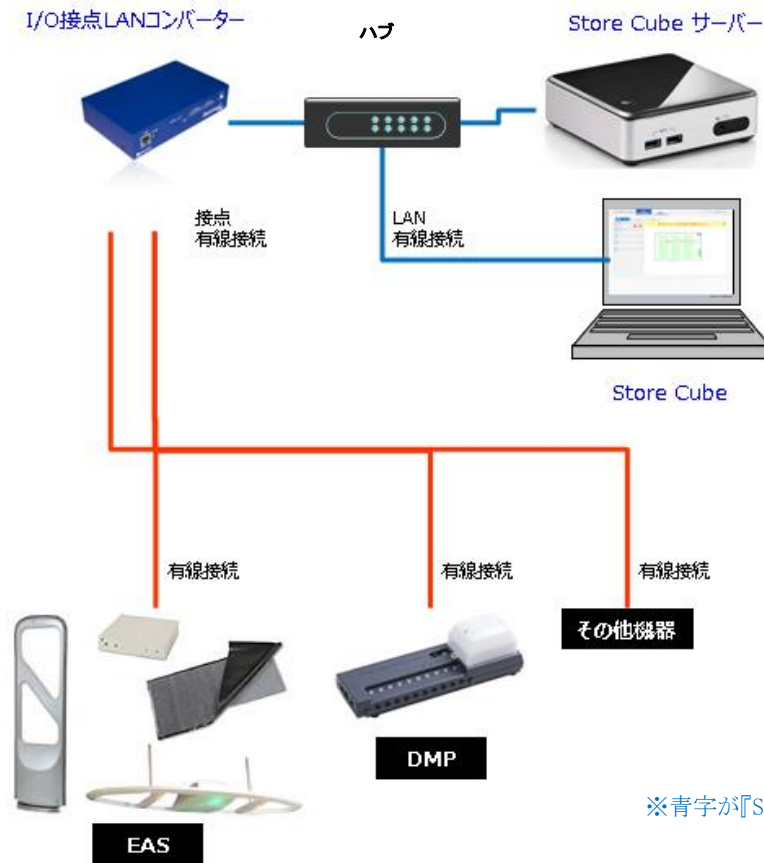 I/O接点LANコンバーター
ハブ
Store Cube サーバー
接点
有線接続
LAN
有線接続
Store Cube
有線接続
有線接続
有線接続
その他機器
DMP
EAS
※青字が『S